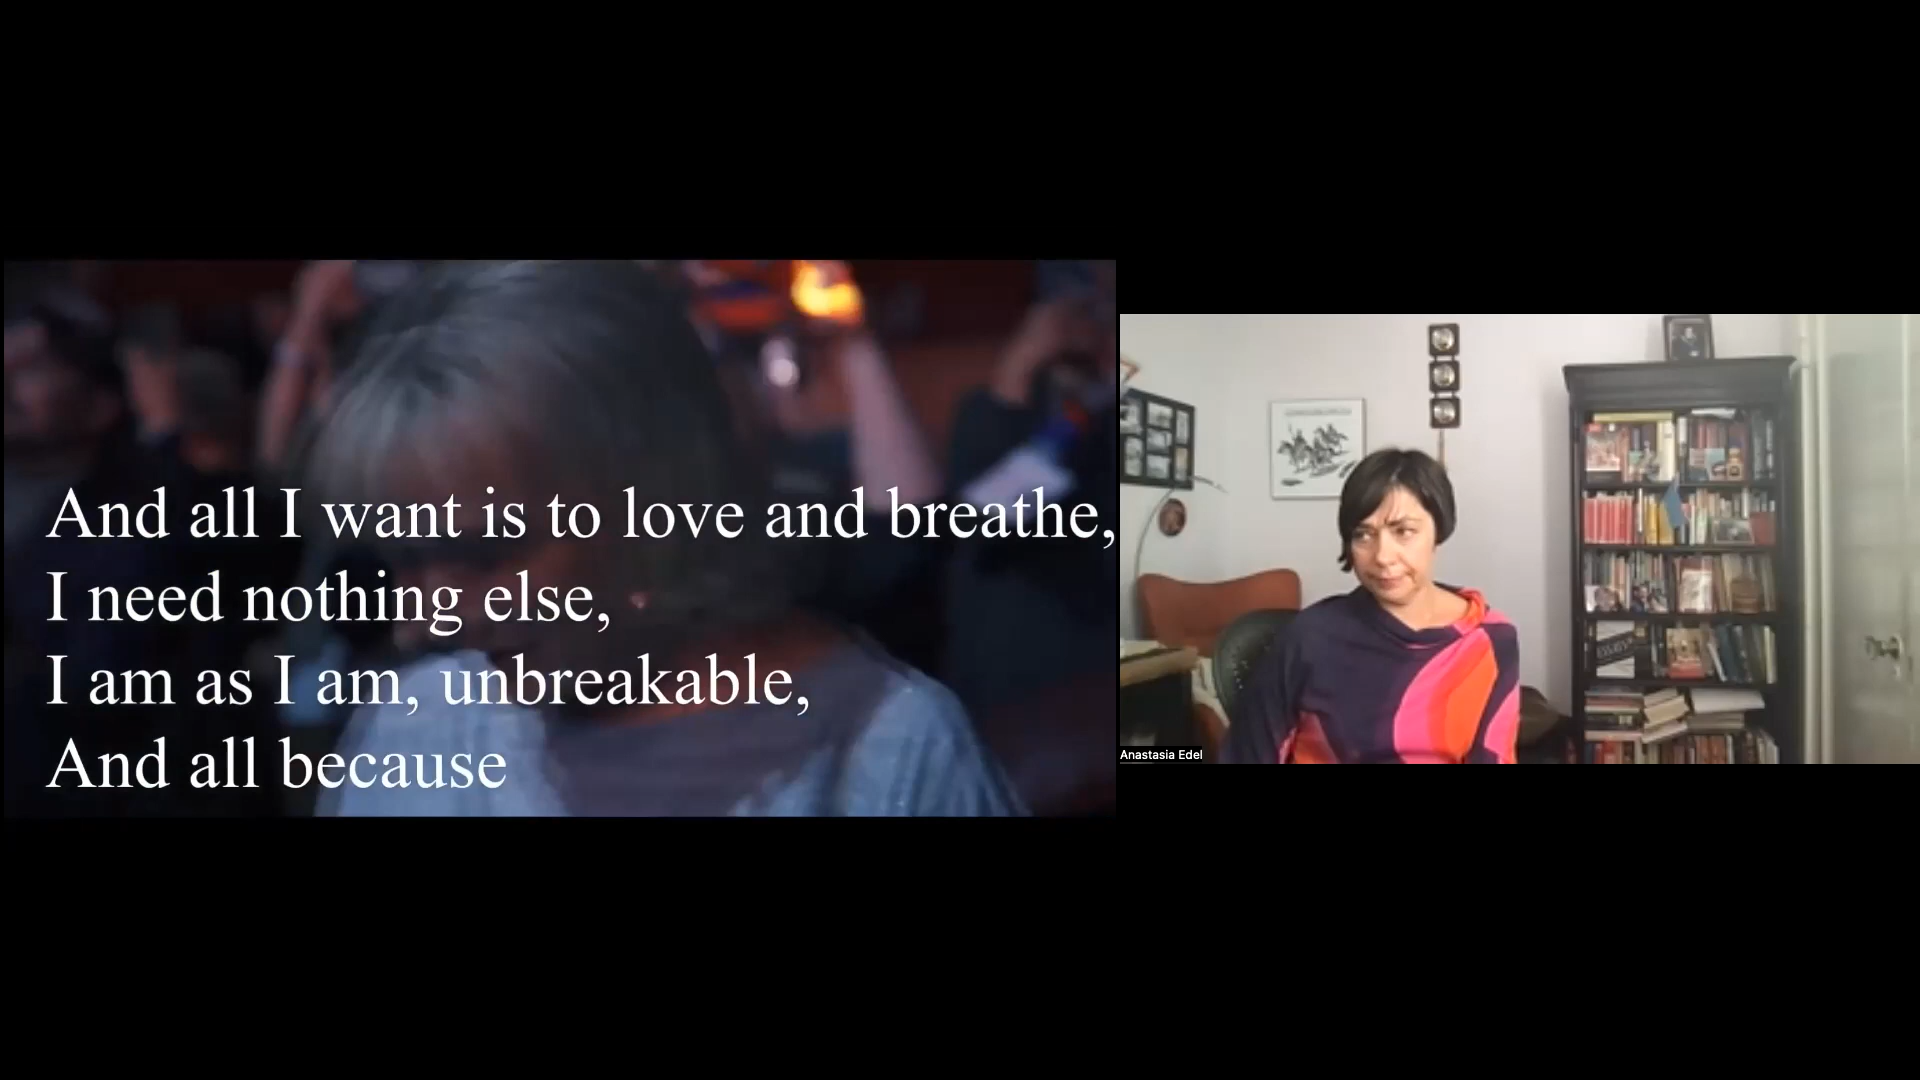 And all I want is to love and breathe,
I need nothing else,
I am as I am, unbreakable,
And all because
Anastasia Edel